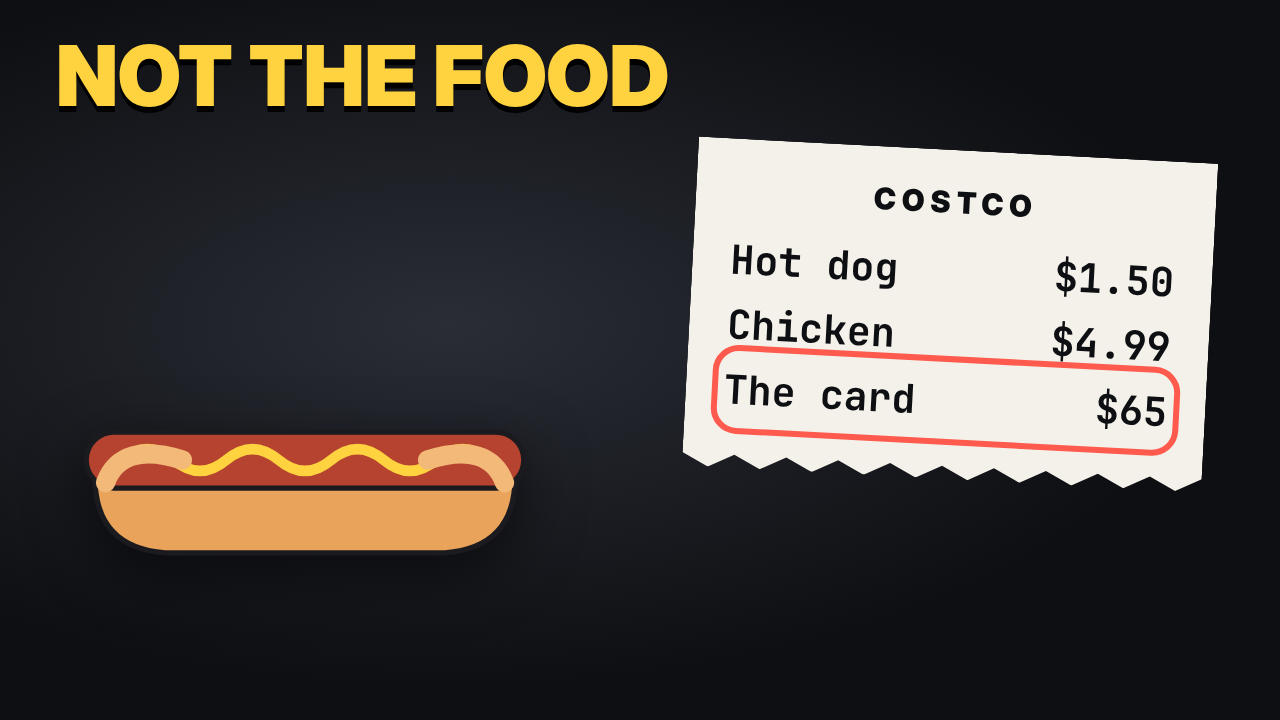 NOT THE FOOD
COSTCO
Hot dog $1.50
Chicken $4.99
The card $65